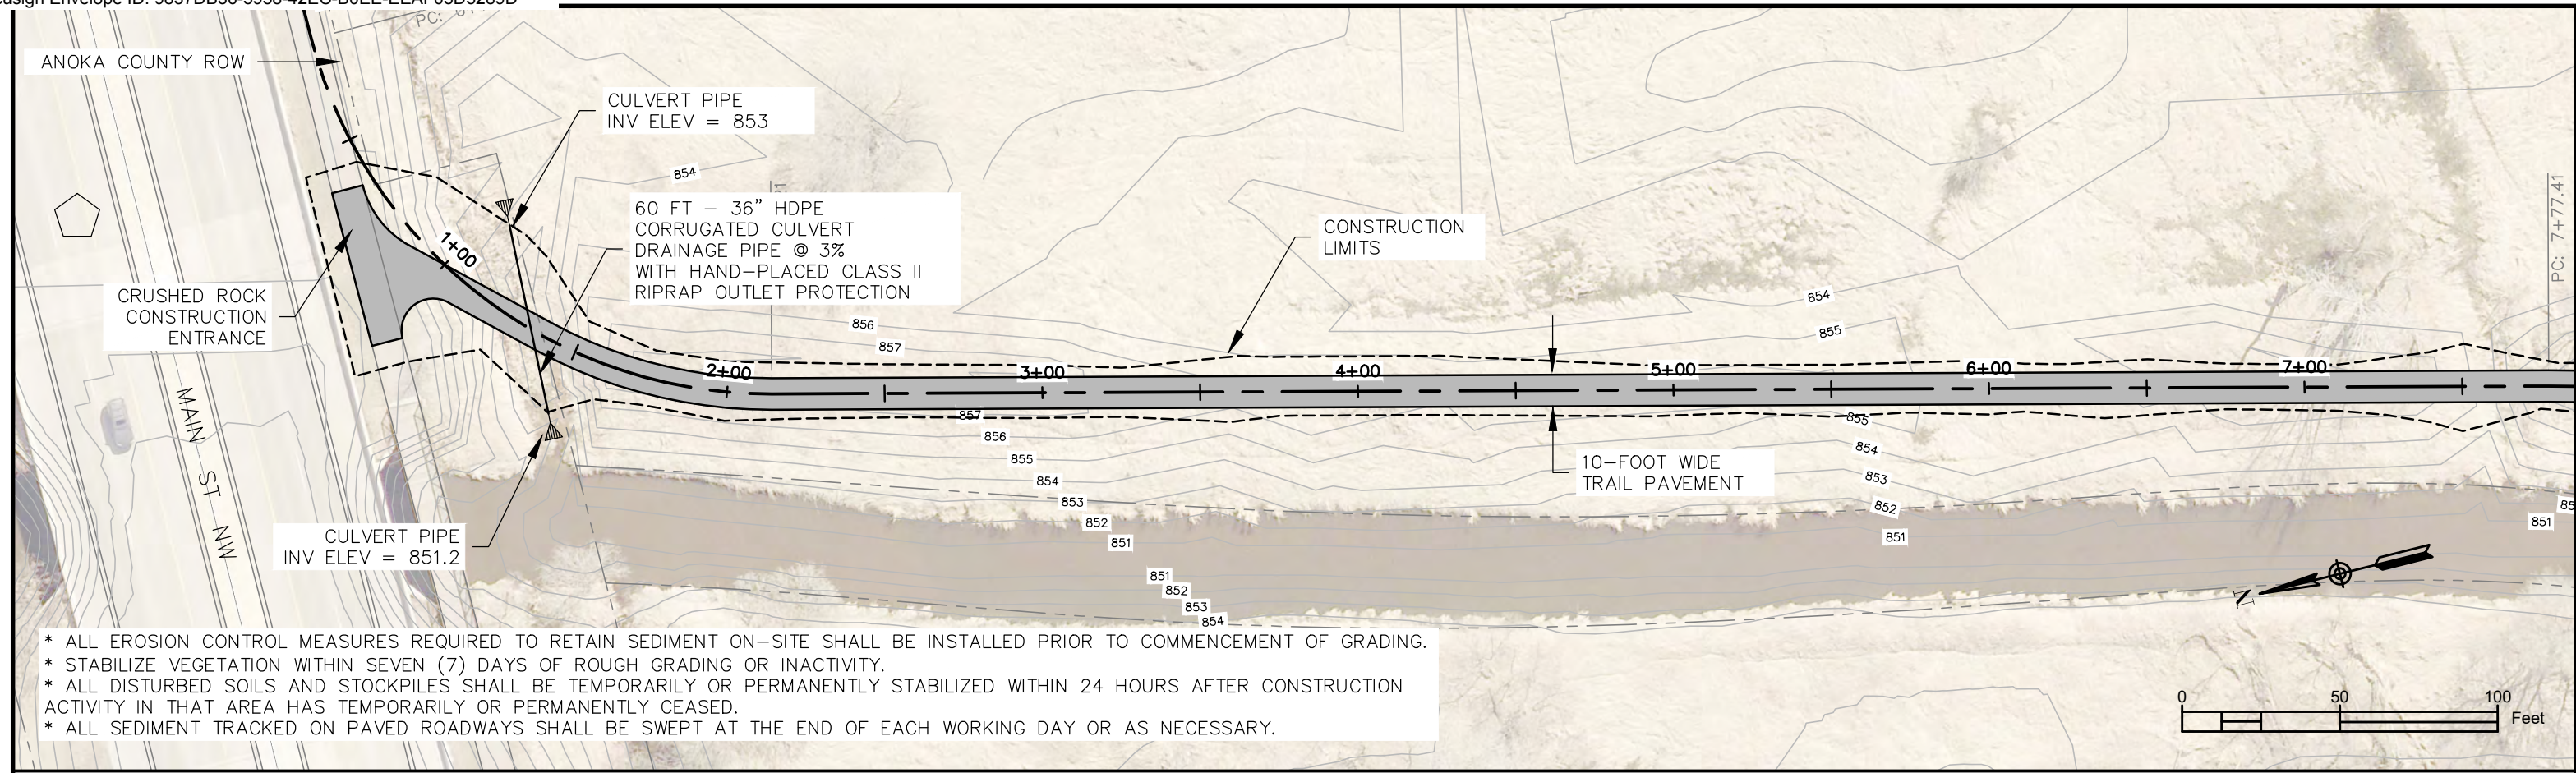 ANOKA COUNTY ROW
CULVERT PIPE
INV ELEV = 853
854
60 FT – 36" HDPE
CORRUGATED CULVERT
DRAINAGE PIPE @ 3%
WITH HAND–PLACED CLASS II
RIPRAP OUTLET PROTECTION
CONSTRUCTION
LIMITS
PC: 7+77.41
1+00
CRUSHED ROCK
CONSTRUCTION
ENTRANCE
856
857
854
855
2+00
3+00
4+00
5+00
6+00
7+00
MAIN ST NW
857
856
855
854
853
852
851
855
854
853
852
851
10–FOOT WIDE
TRAIL PAVEMENT
851
CULVERT PIPE
INV ELEV = 851.2
851
852
853
854
N
* ALL EROSION CONTROL MEASURES REQUIRED TO RETAIN SEDIMENT ON–SITE SHALL BE INSTALLED PRIOR TO COMMENCEMENT OF GRADING.
* STABILIZE VEGETATION WITHIN SEVEN (7) DAYS OF ROUGH GRADING OR INACTIVITY.
* ALL DISTURBED SOILS AND STOCKPILES SHALL BE TEMPORARILY OR PERMANENTLY STABILIZED WITHIN 24 HOURS AFTER CONSTRUCTION
ACTIVITY IN THAT AREA HAS TEMPORARILY OR PERMANENTLY CEASED.
* ALL SEDIMENT TRACKED ON PAVED ROADWAYS SHALL BE SWEPT AT THE END OF EACH WORKING DAY OR AS NECESSARY.
0 50 100
Feet